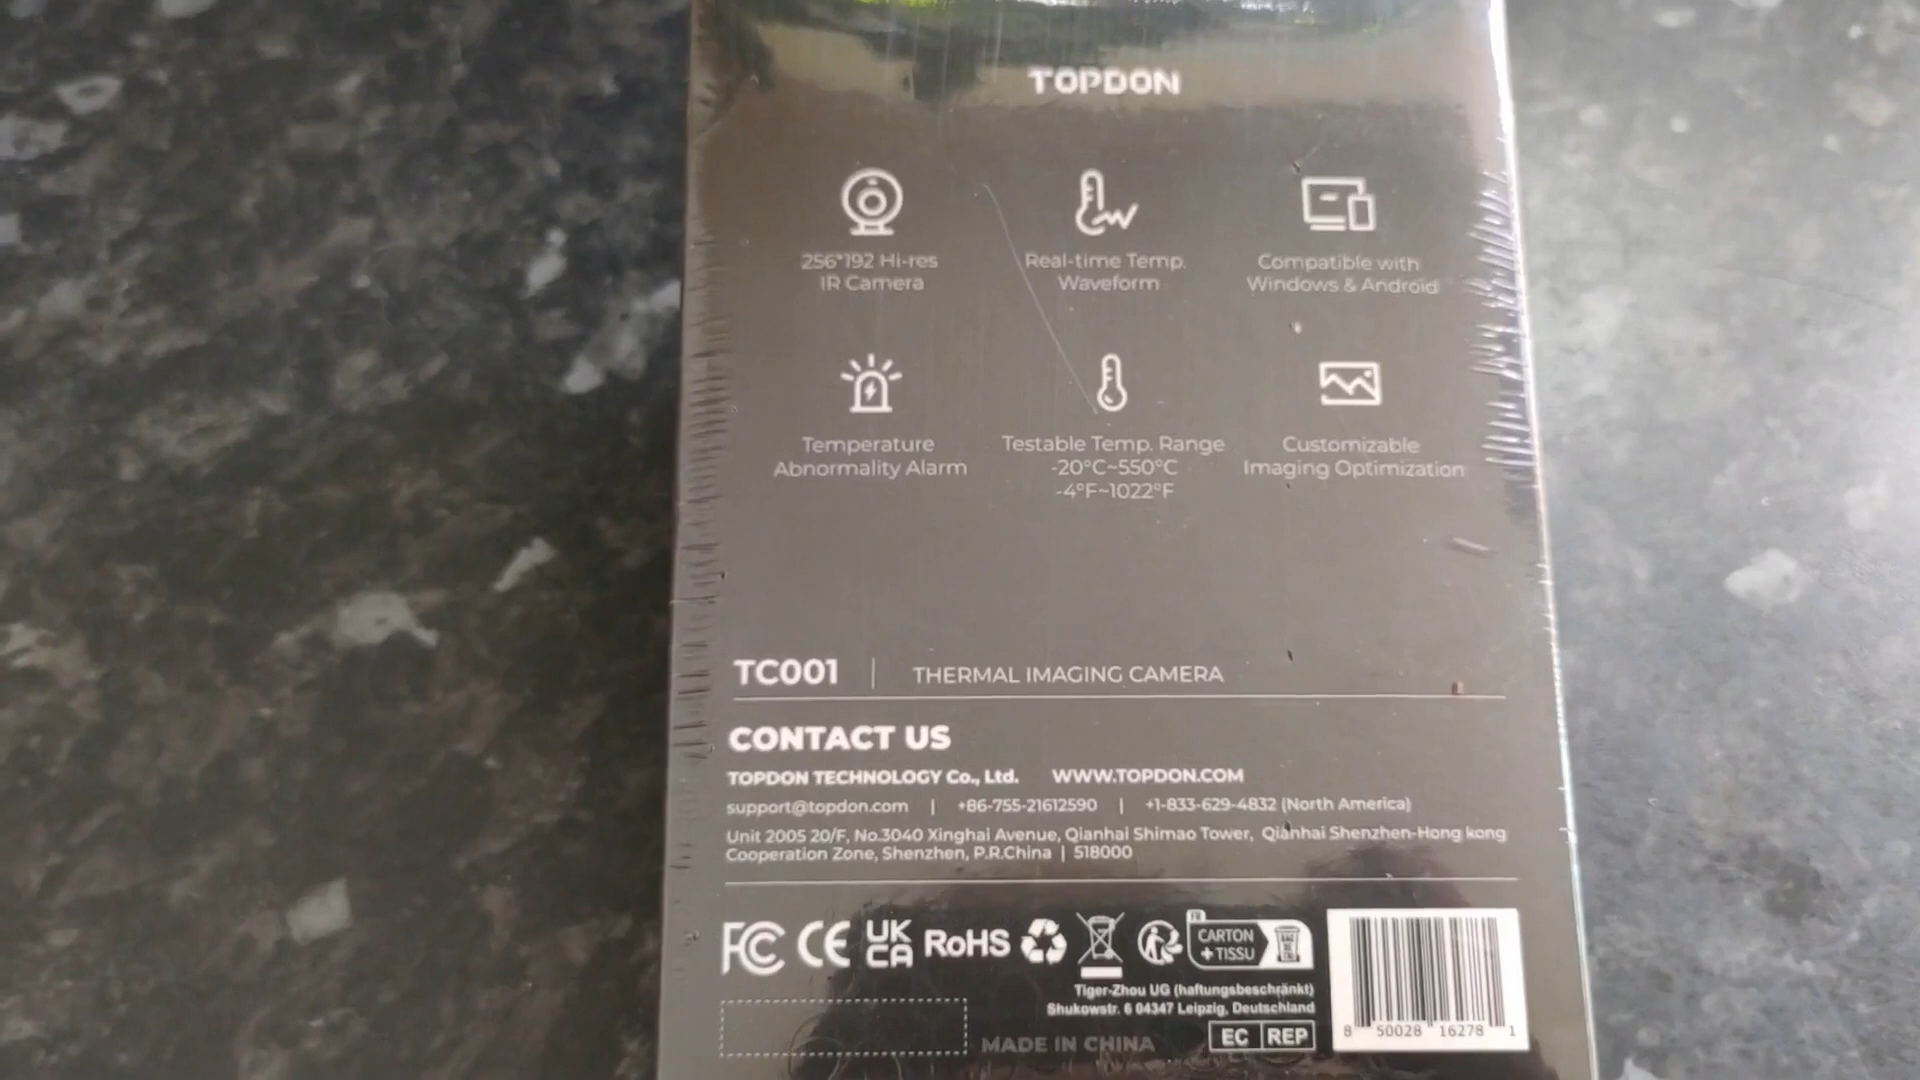 TOPDON
256*192 Hi-res
IR Camera
Real-time Temp.
Waveform
Compatible with
Windows & Android
Temperature
Abnormality Alarm
Testable Temp. Range
-20°C~550°C
-4°F~1022°F
Customizable
Imaging Optimization
TC001 | THERMAL IMAGING CAMERA
CONTACT US
TOPDON TECHNOLOGY Co., Ltd. WWW.TOPDON.COM
support@topdon.com | +86-755-21612590 | +1-833-629-4832 (North America)
Unit 2005 20/F, No.3040 Xinghai Avenue, Qianhai Shimao Tower, Qianhai Shenzhen-Hong kong
Cooperation Zone, Shenzhen, P.R.China | 518000
FC CE UK CA RoHS
FR
CARTON
+TISSU
BAC
DE
TRI
Tiger-Zhou UG (haftungsbeschränkt)
Shukowstr. 6 04347 Leipzig, Deutschland
MADE IN CHINA
EC REP
8 50028 16278 1